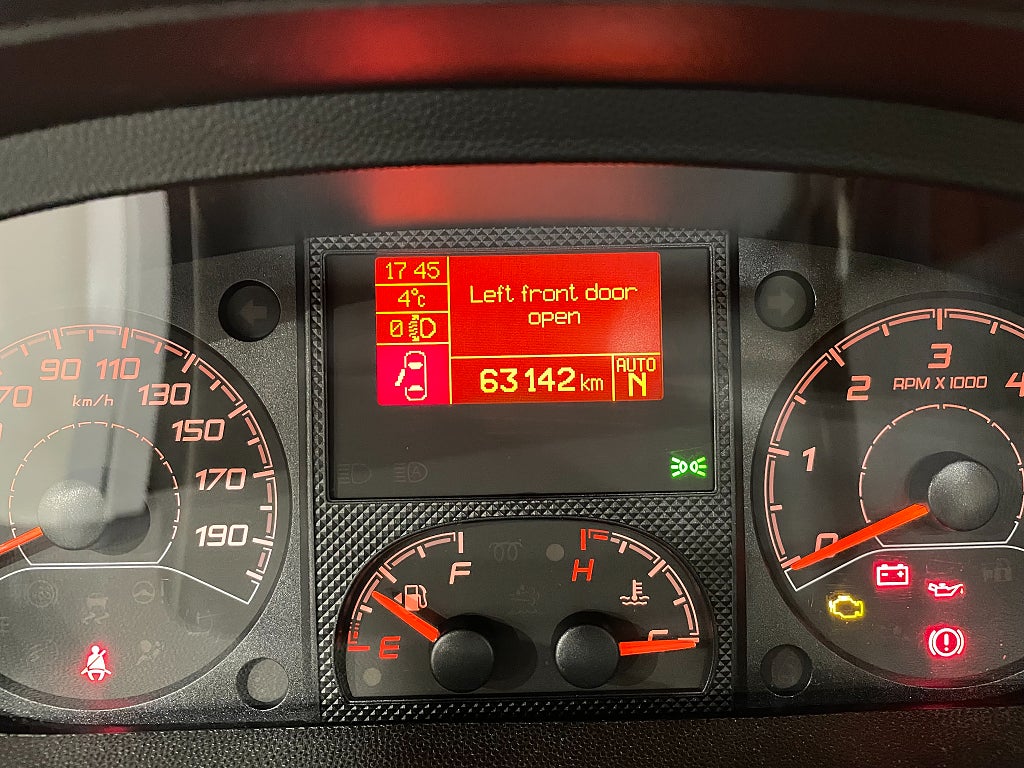 17 45
4°c
0
Left front door
open
63142 km
AUTO
N
70
90
110
130
150
170
190
km/h
0
1
2
3
4
RPM X 1000
E
F
H
C
A